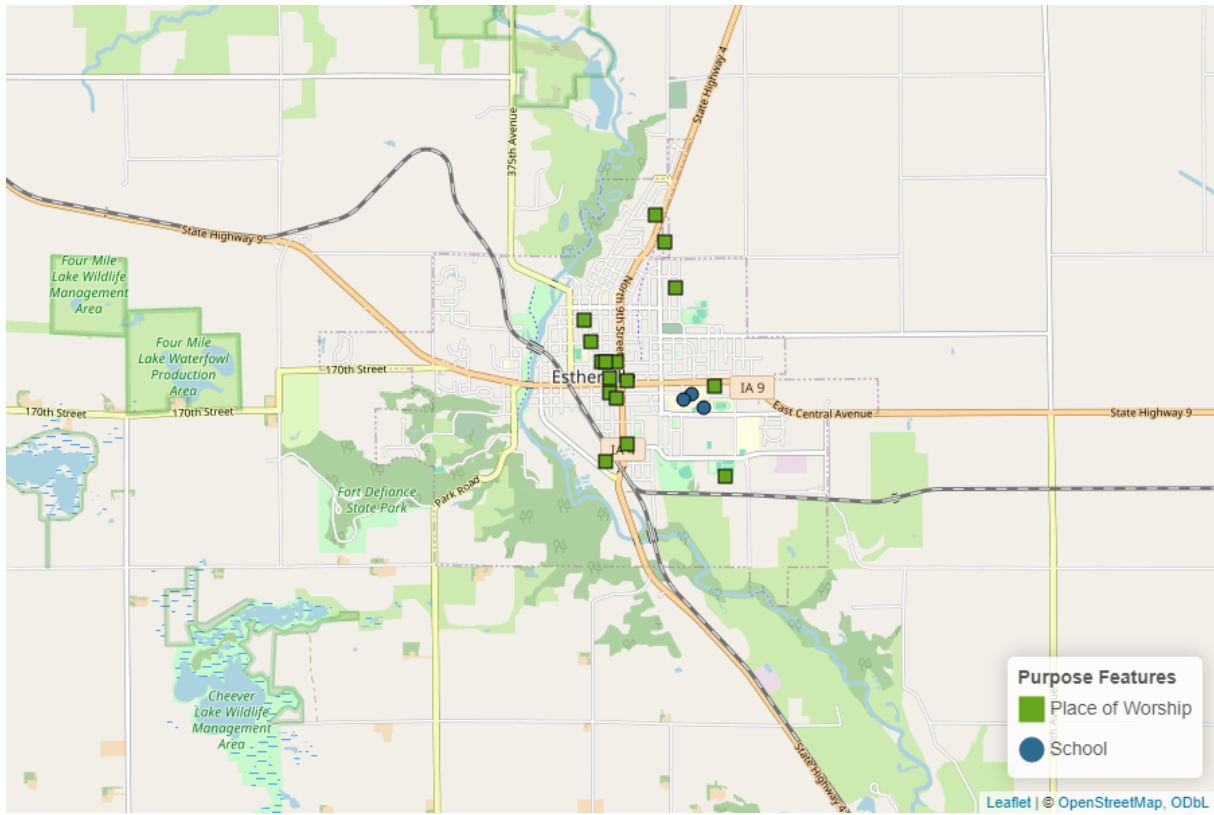 State Highway 4
375th Avenue
State Highway 9
Four Mile
Lake Wildlife
Management
Area
North 9th Street
Four Mile
Lake Waterfowl
Production
Area
170th Street
IA 9
170th Street
170th Street
East Central Avenue
State Highway 9
Fort Defiance
State Park
Park Road
Cheever
Lake Wildlife
Management
Area
State Highway 4
Purpose Features
Place of Worship
School
Leaflet | © OpenStreetMap, ODbL